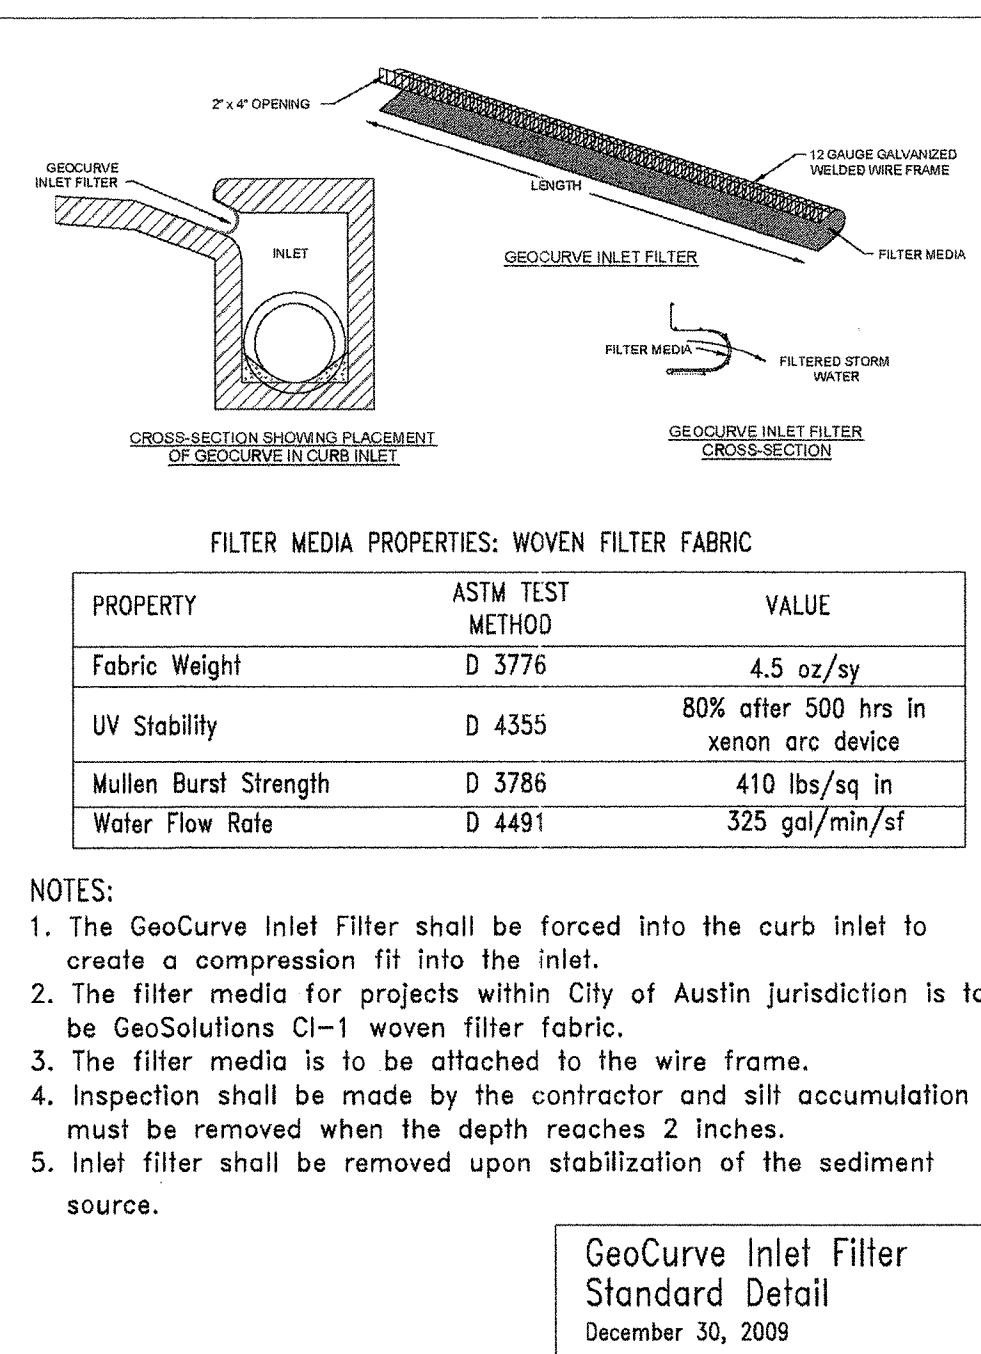 2" x 4" OPENING
12 GAUGE GALVANIZED
WELDED WIRE FRAME
LENGTH
FILTER MEDIA
GEOCURVE INLET FILTER
GEOCURVE
INLET FILTER
INLET
CROSS-SECTION SHOWING PLACEMENT
OF GEOCURVE IN CURB INLET
FILTER MEDIA
FILTERED STORM
WATER
GEOCURVE INLET FILTER
CROSS-SECTION
FILTER MEDIA PROPERTIES: WOVEN FILTER FABRIC
PROPERTY ASTM TEST METHOD VALUE
Fabric Weight D 3776 4.5 oz/sy
UV Stability D 4355 80% after 500 hrs in xenon arc device
Mullen Burst Strength D 3786 410 lbs/sq in
Water Flow Rate D 4491 325 gal/min/sf
NOTES:
1. The GeoCurve Inlet Filter shall be forced into the curb inlet to
create a compression fit into the inlet.
2. The filter media for projects within City of Austin jurisdiction is to
be GeoSolutions CI-1 woven filter fabric.
3. The filter media is to be attached to the wire frame.
4. Inspection shall be made by the contractor and silt accumulation
must be removed when the depth reaches 2 inches.
5. Inlet filter shall be removed upon stabilization of the sediment
source.
GeoCurve Inlet Filter
Standard Detail
December 30, 2009